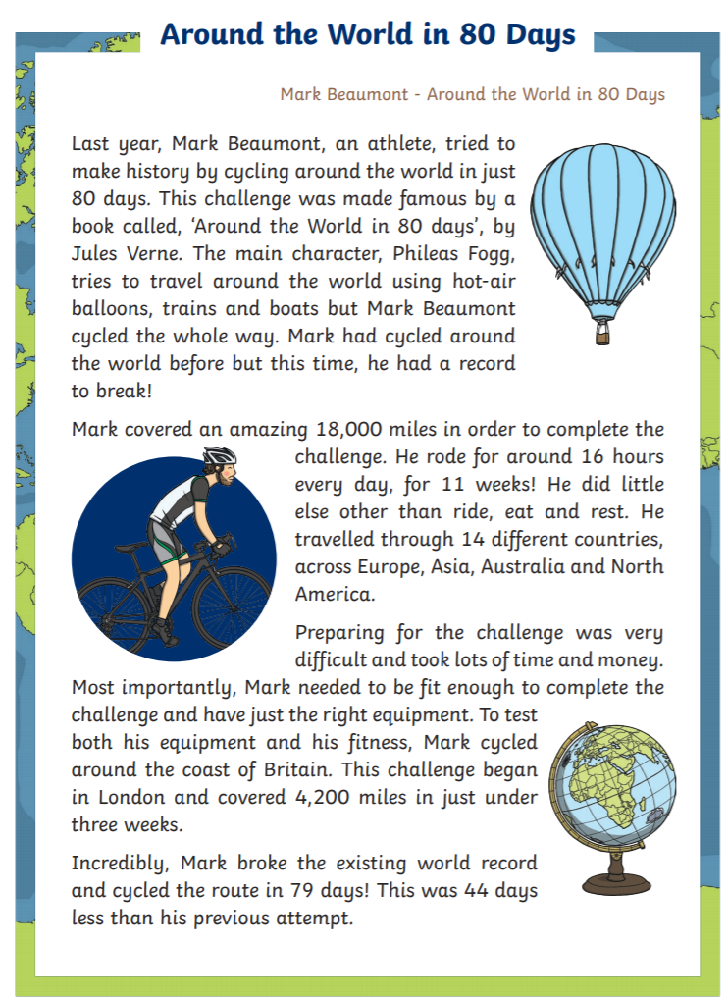 Around the World in 80 Days
Mark Beaumont - Around the World in 80 Days
Last year, Mark Beaumont, an athlete, tried to
make history by cycling around the world in just
80 days. This challenge was made famous by a
book called, ‘Around the World in 80 days’, by
Jules Verne. The main character, Phileas Fogg,
tries to travel around the world using hot-air
balloons, trains and boats but Mark Beaumont
cycled the whole way. Mark had cycled around
the world before but this time, he had a record
to break!
Mark covered an amazing 18,000 miles in order to complete the
challenge. He rode for around 16 hours
every day, for 11 weeks! He did little
else other than ride, eat and rest. He
travelled through 14 different countries,
across Europe, Asia, Australia and North
America.
Preparing for the challenge was very
difficult and took lots of time and money.
Most importantly, Mark needed to be fit enough to complete the
challenge and have just the right equipment. To test
both his equipment and his fitness, Mark cycled
around the coast of Britain. This challenge began
in London and covered 4,200 miles in just under
three weeks.
Incredibly, Mark broke the existing world record
and cycled the route in 79 days! This was 44 days
less than his previous attempt.